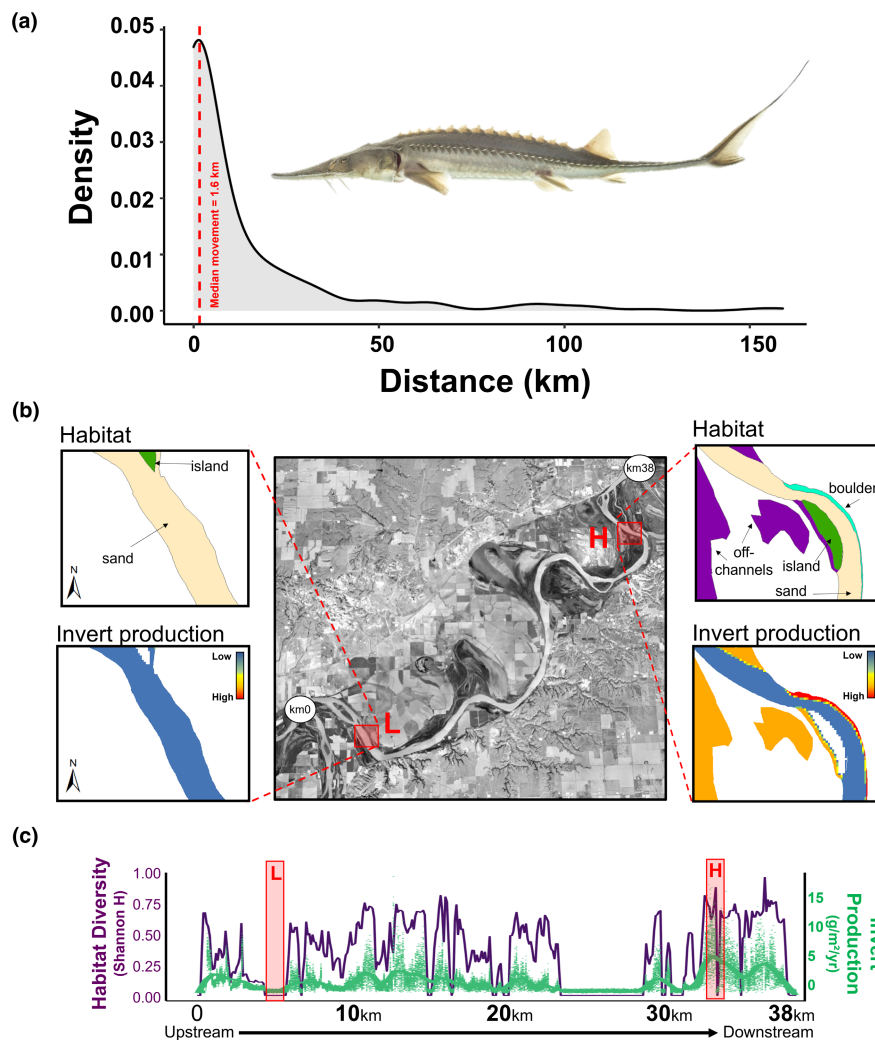 (a)
0.05
0.04
0.03
0.02
0.01
0.00
Density
Median movement = 1.6 km
0
50
100
150
Distance (km)
(b)
Habitat
island
sand
N
Invert production
Low
High
N
km38
H
km0
L
Habitat
boulder
off-
channels
island
sand
Invert production
Low
High
(c)
Habitat Diversity
(Shannon H)
1.00
0.75
0.50
0.25
0.00
L
H
15
10
5
0
Production
(g/m²/yr)
0
10km
20km
30km
38km
Upstream
Downstream